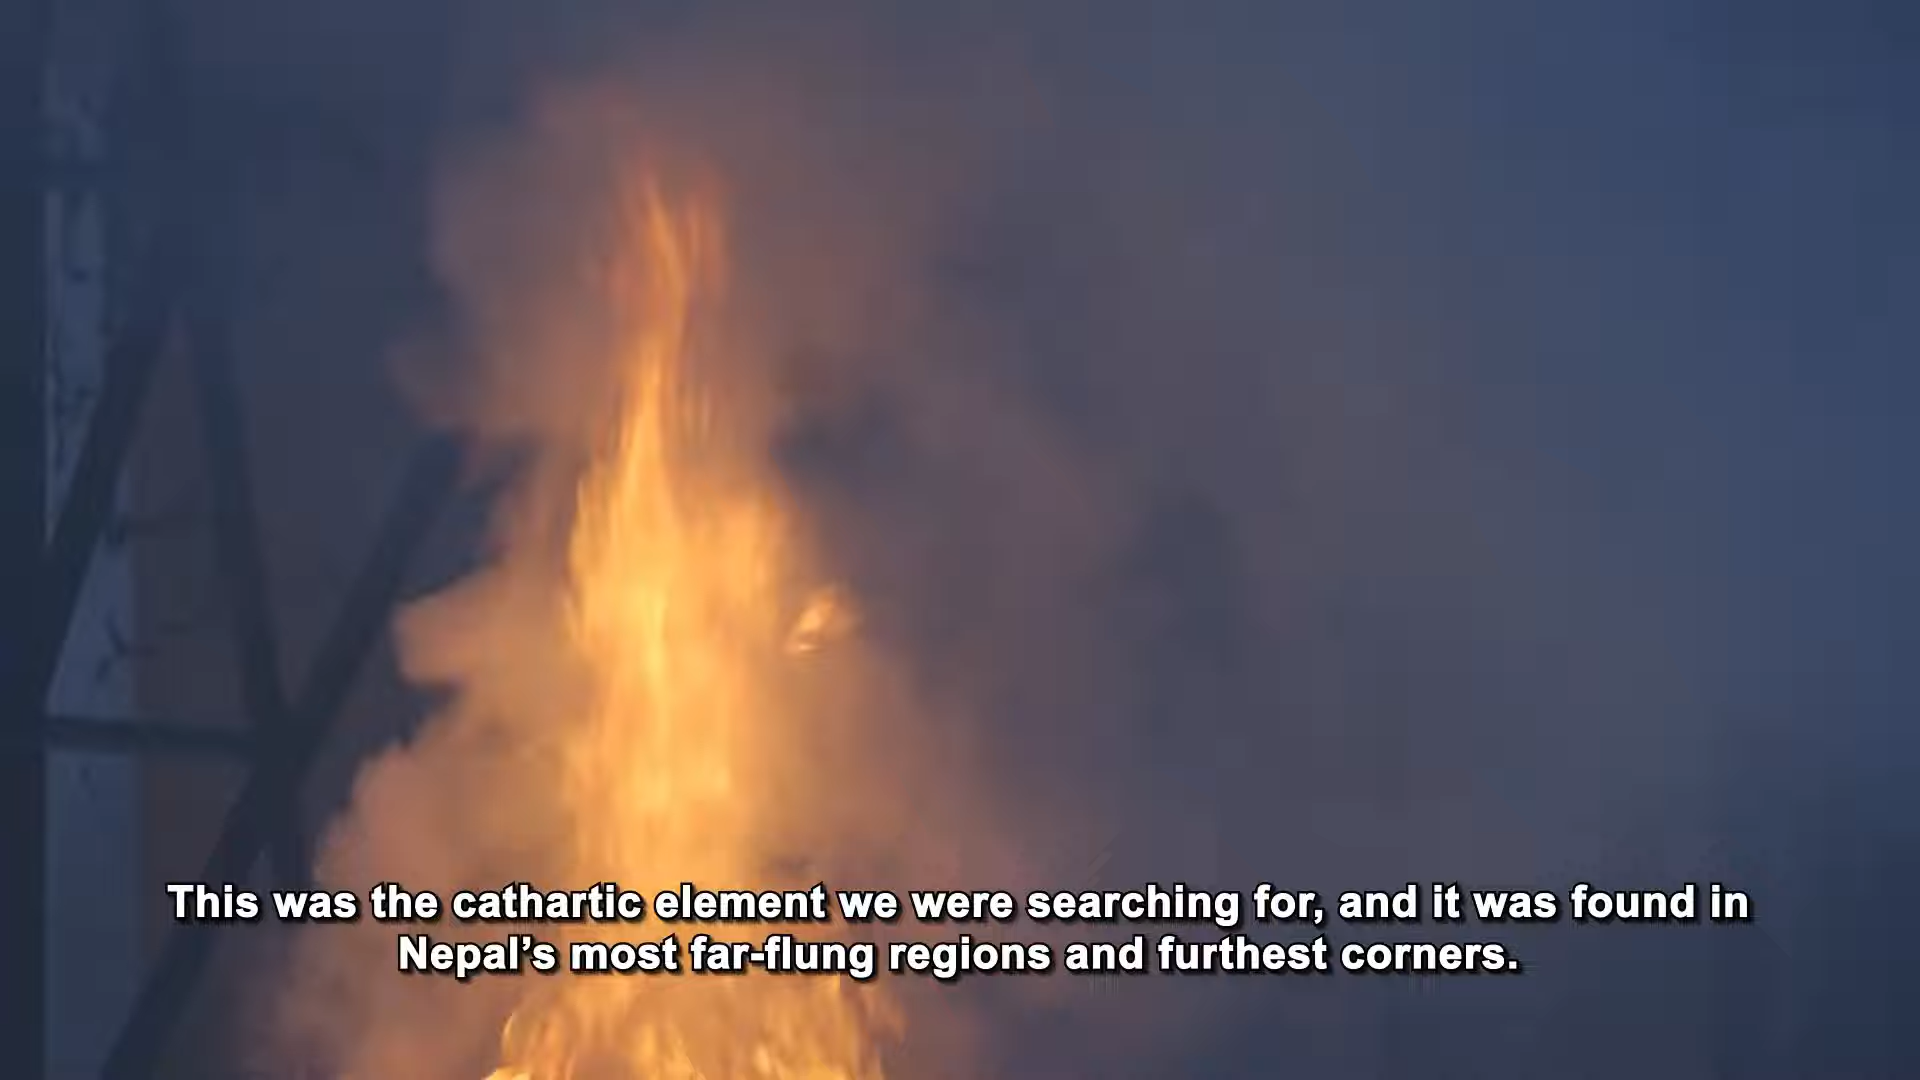 This was the cathartic element we were searching for, and it was found in
Nepal’s most far-flung regions and furthest corners.